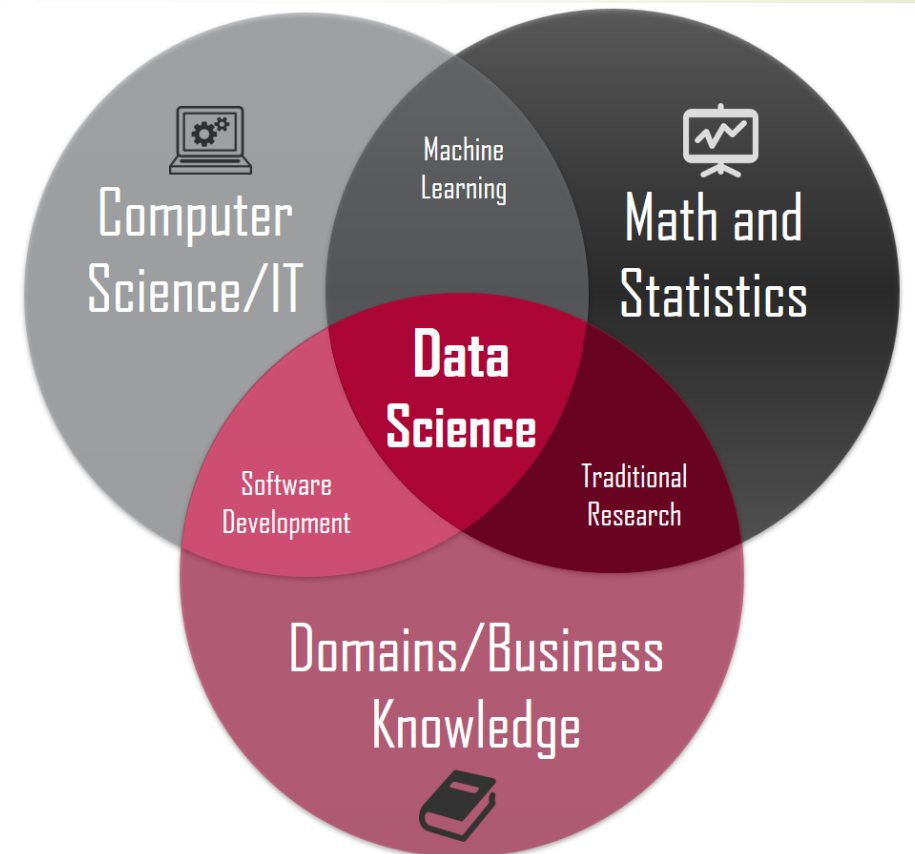 Machine
Learning
Computer
Science/IT
Math and
Statistics
Data
Science
Software
Development
Traditional
Research
Domains/Business
Knowledge